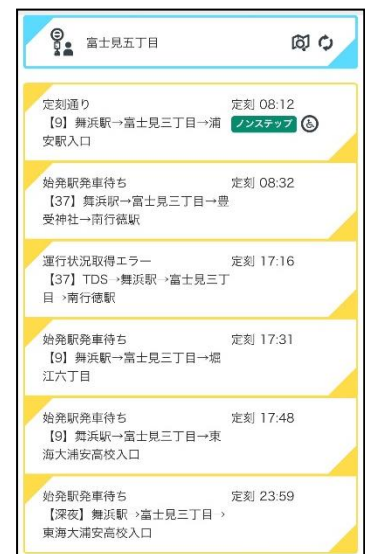 富士見五丁目
定刻通り 定刻 08:12
【9】舞浜駅→富士見三丁目→浦 ノンステップ
安駅入口
始発駅発車待ち 定刻 08:32
【37】舞浜駅→富士見三丁目→豊
受神社→南行徳駅
運行状況取得エラー 定刻 17:16
【37】TDS→舞浜駅→富士見三丁
目→南行徳駅
始発駅発車待ち 定刻 17:31
【9】舞浜駅→富士見三丁目→堀
江六丁目
始発駅発車待ち 定刻 17:48
【9】舞浜駅→富士見三丁目→東
海大浦安高校入口
始発駅発車待ち 定刻 23:59
【深夜】舞浜駅→富士見三丁目→
東海大浦安高校入口